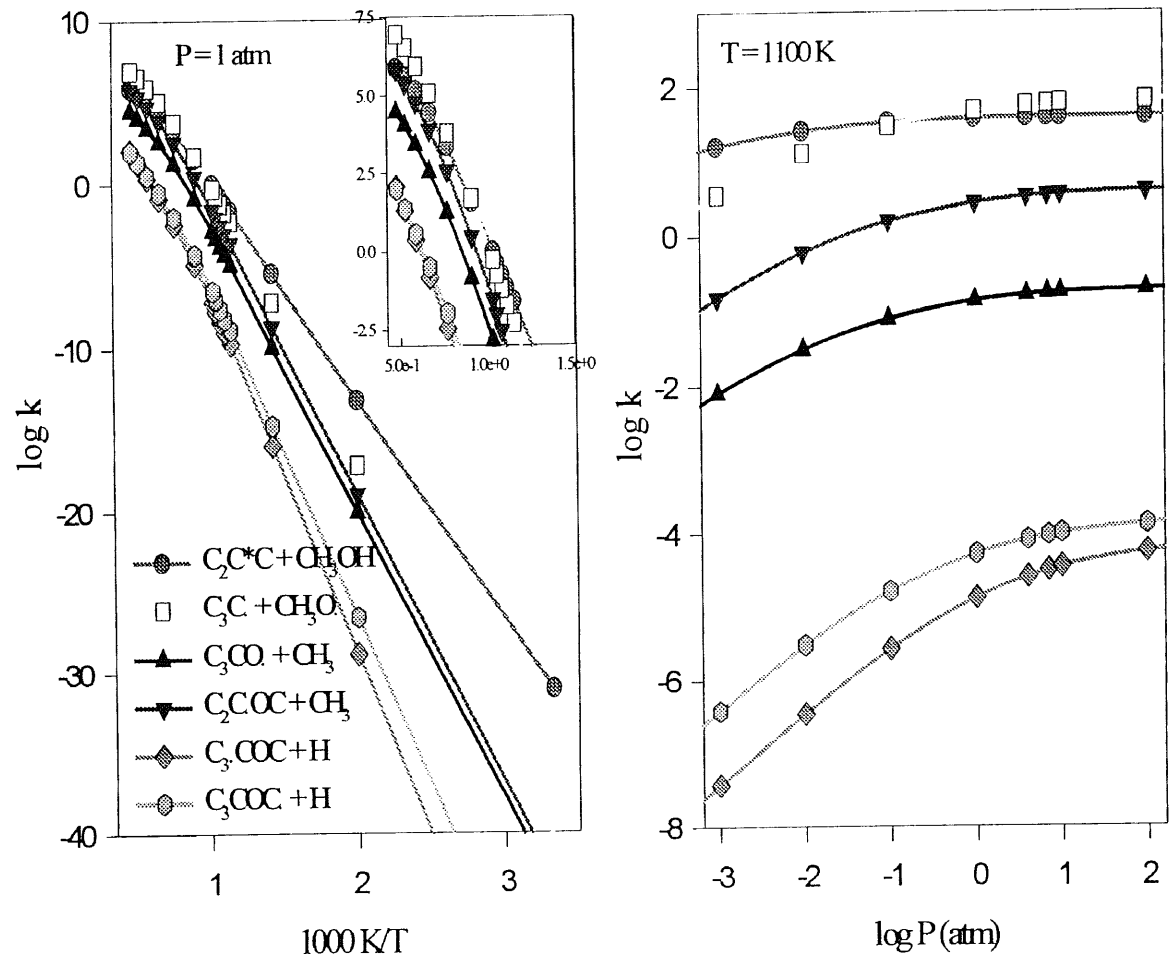 P = 1 atm
10
0
-10
-20
-30
-40
log k
1
2
3
1000 K/T
7.5
5.0
2.5
0.0
-2.5
5.0e-1
1.0e+0
1.5e+0
C2C*C + CH3OH
C3C. + CH3O.
C3CO. + CH3
C2C.OC + CH3
C3.COC + H
C3COC. + H
T = 1100 K
2
0
-2
-4
-6
-8
log k
-3
-2
-1
0
1
2
log P (atm)